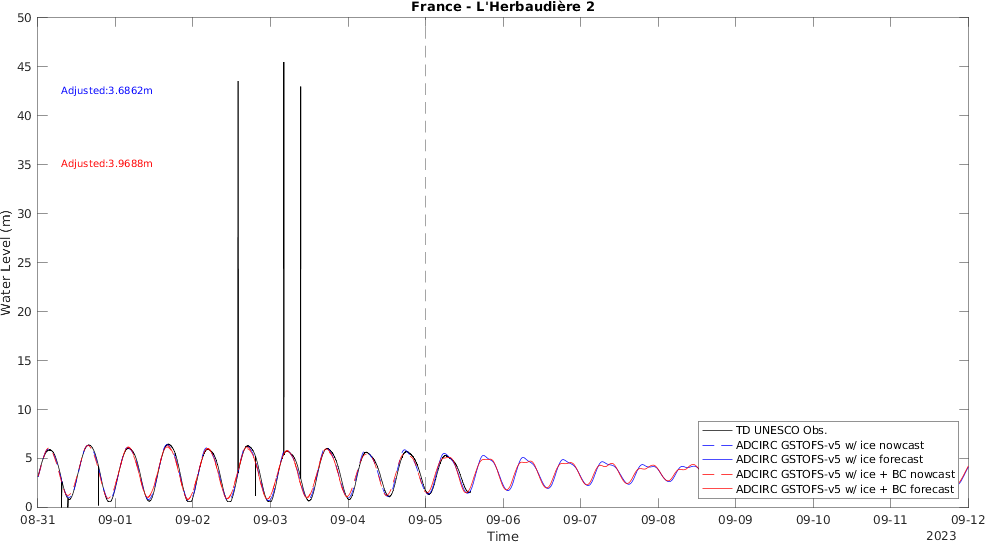 France - L'Herbaudière 2
Water Level (m)
50
45
40
35
30
25
20
15
10
5
0
Adjusted:3.6862m
Adjusted:3.9688m
TD UNESCO Obs.
ADCIRC GSTOFS-v5 w/ ice nowcast
ADCIRC GSTOFS-v5 w/ ice forecast
ADCIRC GSTOFS-v5 w/ ice + BC nowcast
ADCIRC GSTOFS-v5 w/ ice + BC forecast
08-31 09-01 09-02 09-03 09-04 09-05 09-06 09-07 09-08 09-09 09-10 09-11 09-12
Time
2023